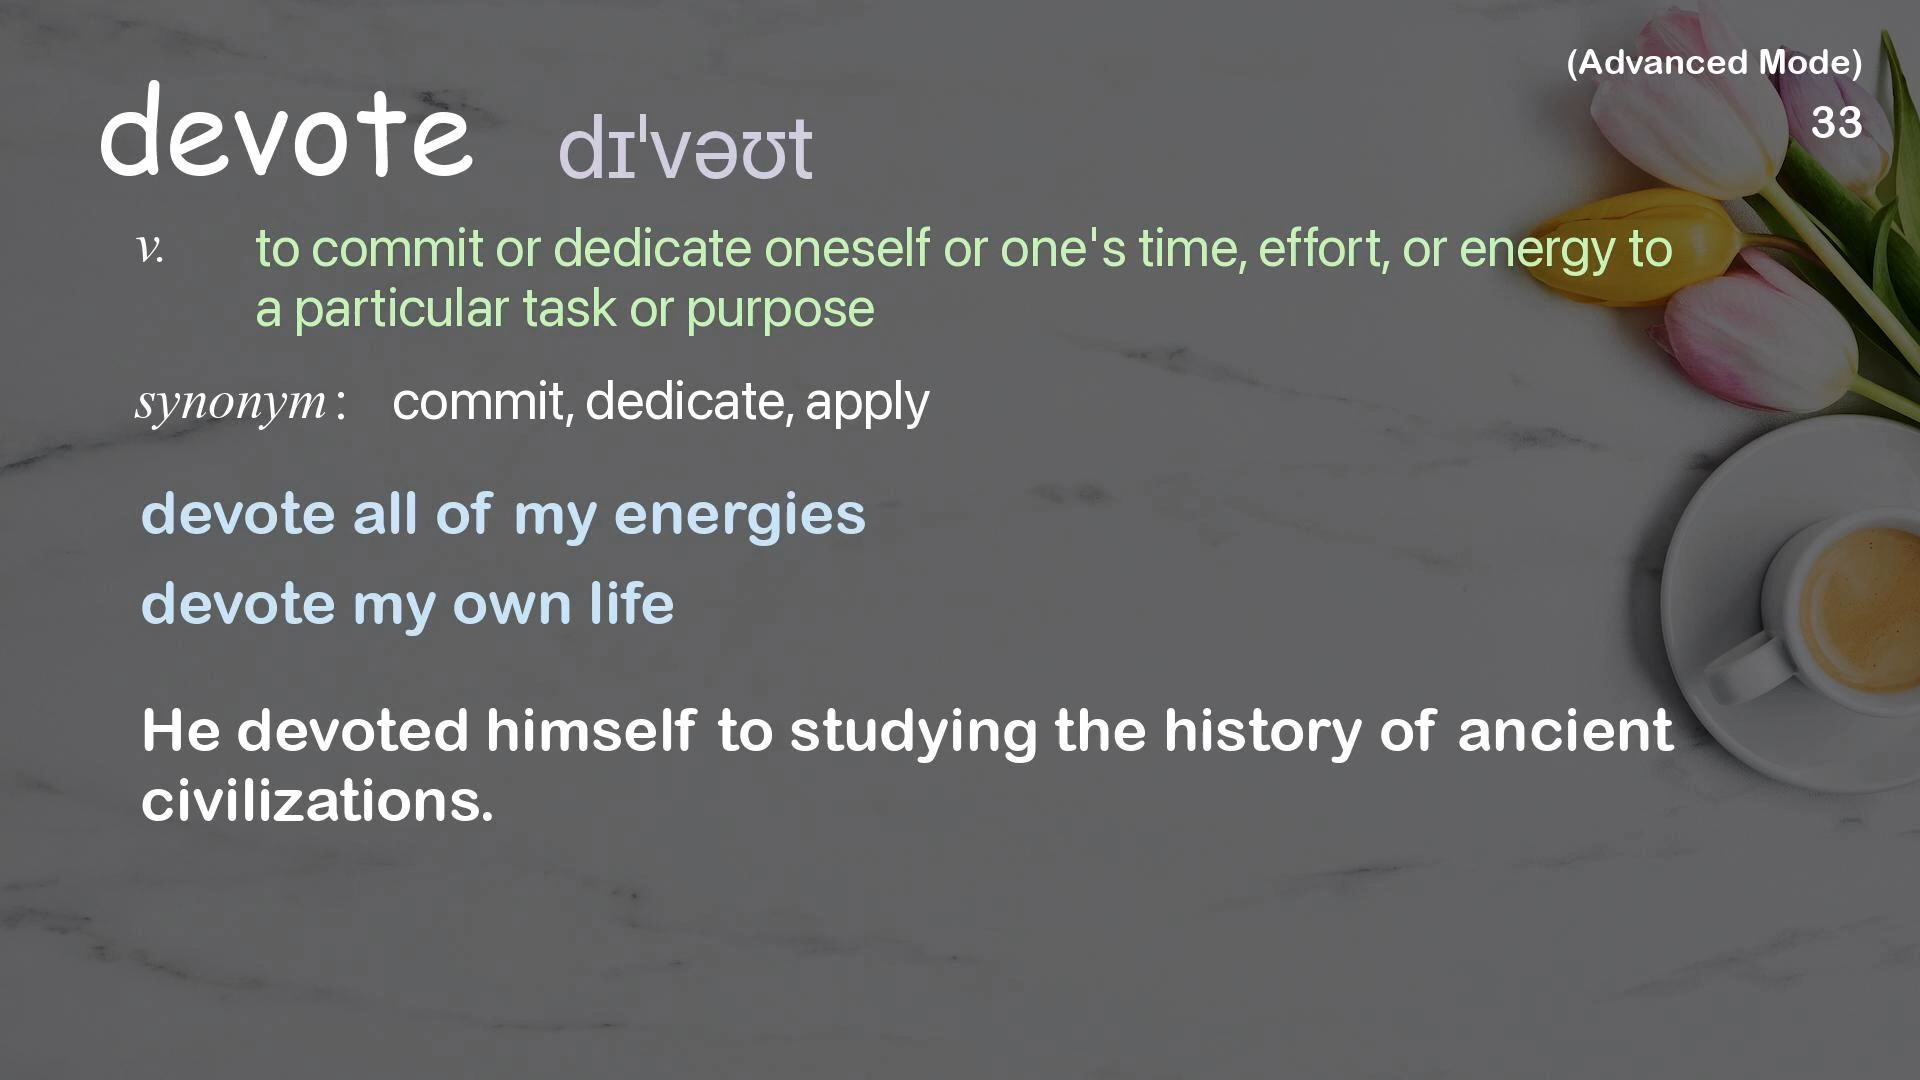 (Advanced Mode)
33
devote dɪˈvəʊt
v. to commit or dedicate oneself or one's time, effort, or energy to
a particular task or purpose
synonym: commit, dedicate, apply
devote all of my energies
devote my own life
He devoted himself to studying the history of ancient
civilizations.